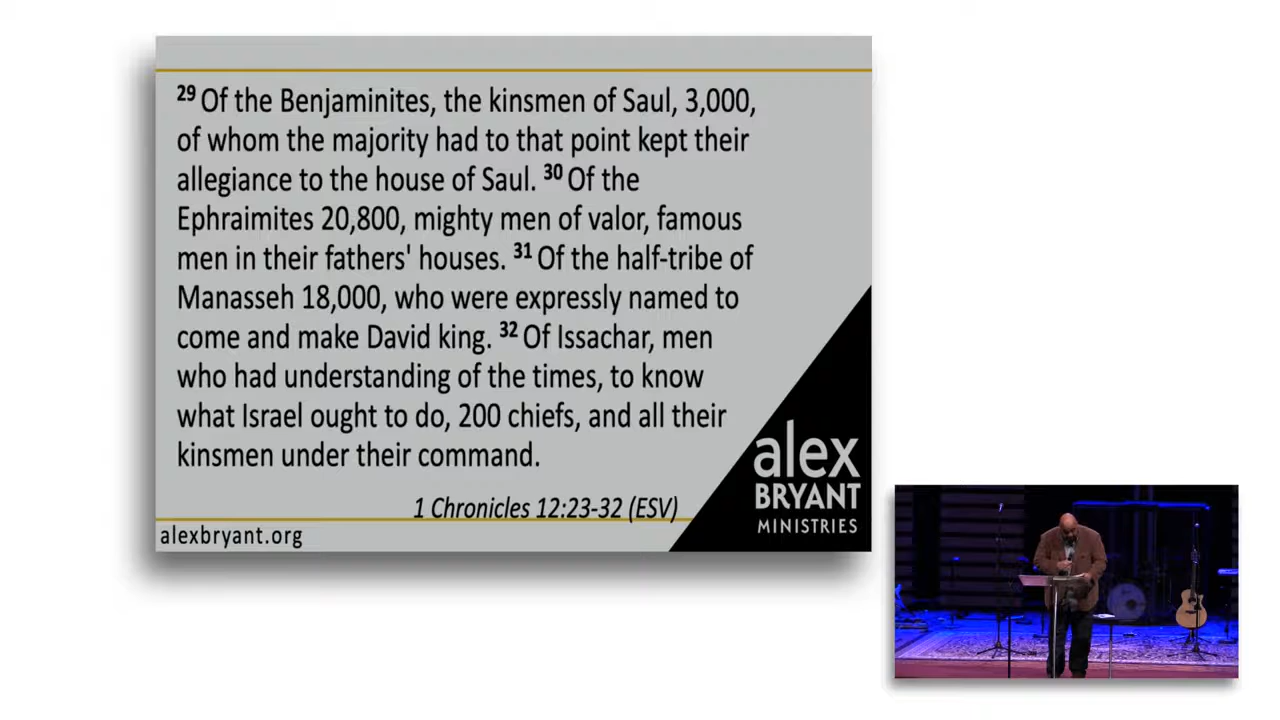 29 Of the Benjaminites, the kinsmen of Saul, 3,000,
of whom the majority had to that point kept their
allegiance to the house of Saul. 30 Of the
Ephraimites 20,800, mighty men of valor, famous
men in their fathers' houses. 31 Of the half-tribe of
Manasseh 18,000, who were expressly named to
come and make David king. 32 Of Issachar, men
who had understanding of the times, to know
what Israel ought to do, 200 chiefs, and all their
kinsmen under their command.
1 Chronicles 12:23-32 (ESV)
alexbryant.org
alex
BRYANT
MINISTRIES